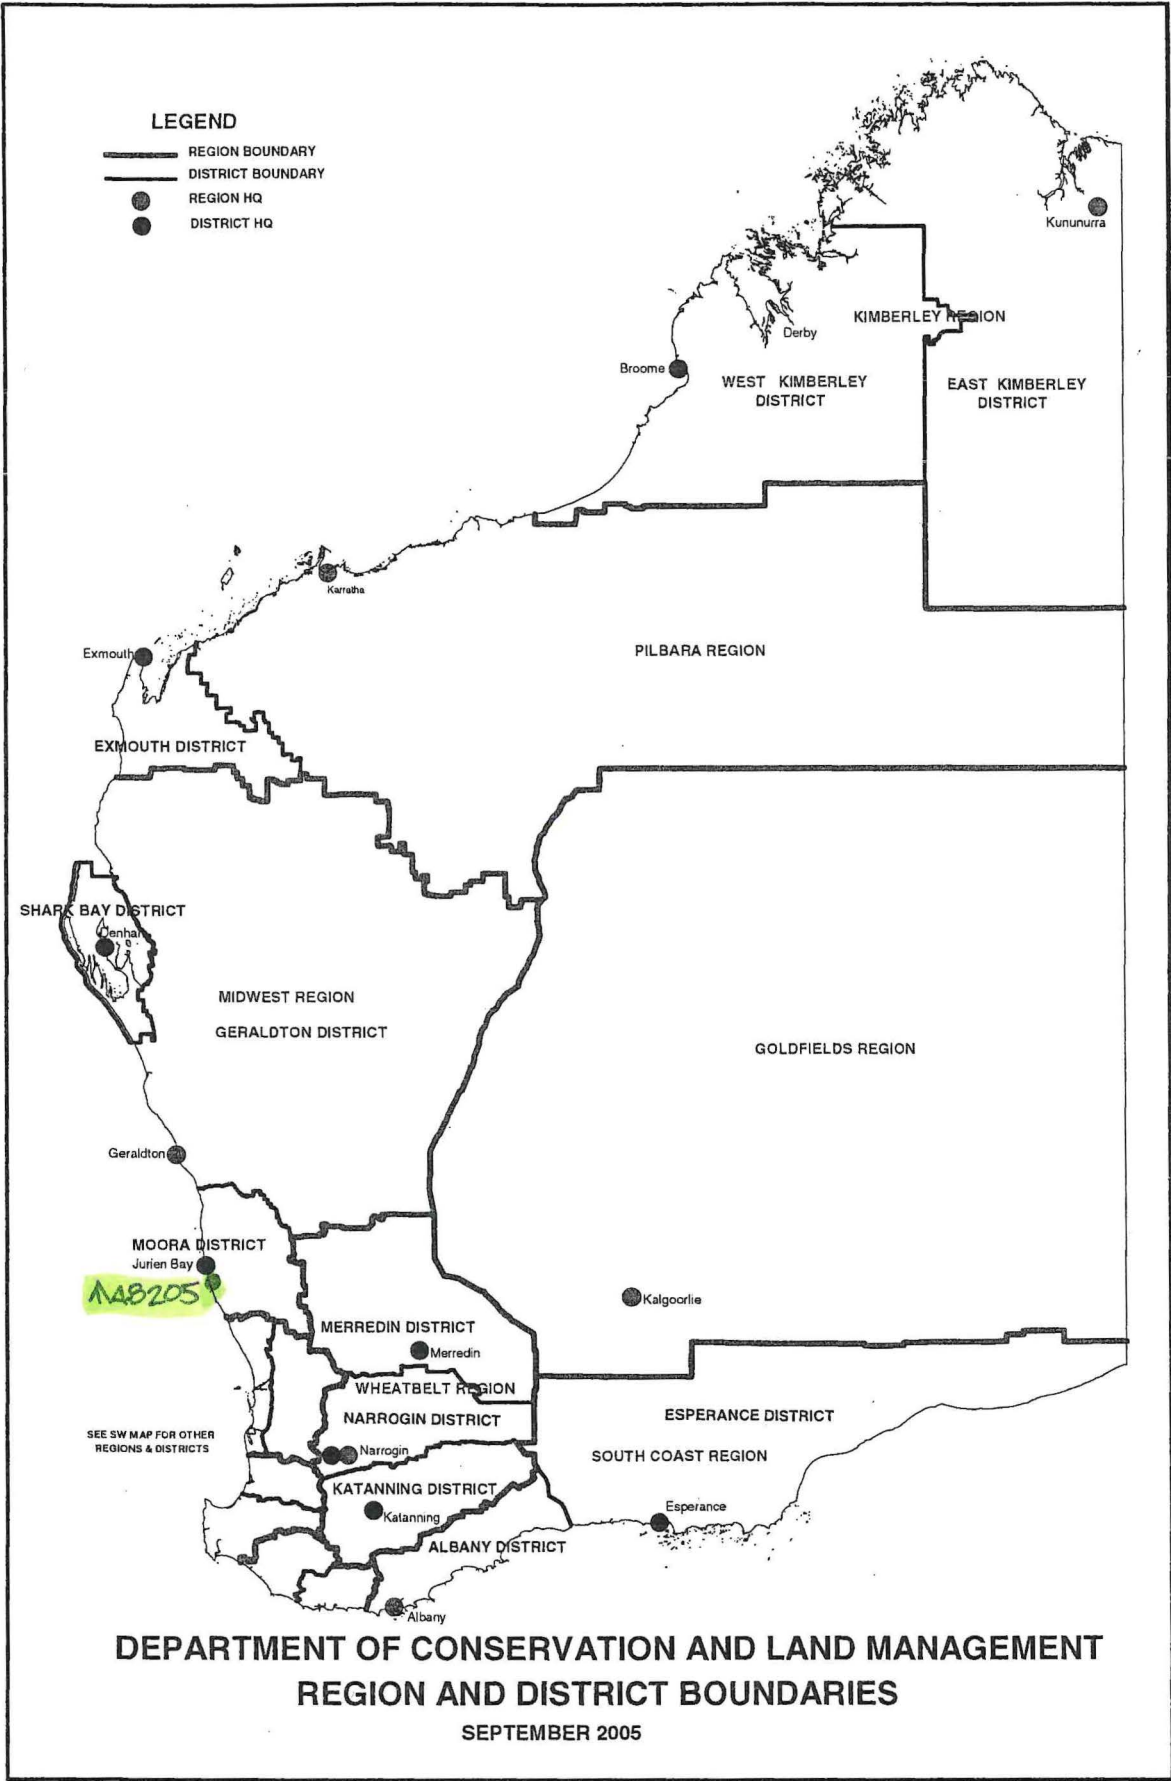 LEGEND
REGION BOUNDARY
DISTRICT BOUNDARY
REGION HQ
DISTRICT HQ
Kununurra
KIMBERLEY REGION
Derby
Broome
WEST KIMBERLEY
DISTRICT
EAST KIMBERLEY
DISTRICT
Karratha
Exmouth
PILBARA REGION
EXMOUTH DISTRICT
SHARK BAY DISTRICT
Denham
MIDWEST REGION
GERALDTON DISTRICT
GOLDFIELDS REGION
Geraldton
MOORA DISTRICT
Jurien Bay
8205
Kalgoorlie
MERREDIN DISTRICT
Merredin
WHEATBELT REGION
NARROGIN DISTRICT
ESPERANCE DISTRICT
SEE SW MAP FOR OTHER
REGIONS & DISTRICTS
Narrogin
SOUTH COAST REGION
KATANNING DISTRICT
Katanning
Esperance
ALBANY DISTRICT
Albany
DEPARTMENT OF CONSERVATION AND LAND MANAGEMENT
REGION AND DISTRICT BOUNDARIES
SEPTEMBER 2005